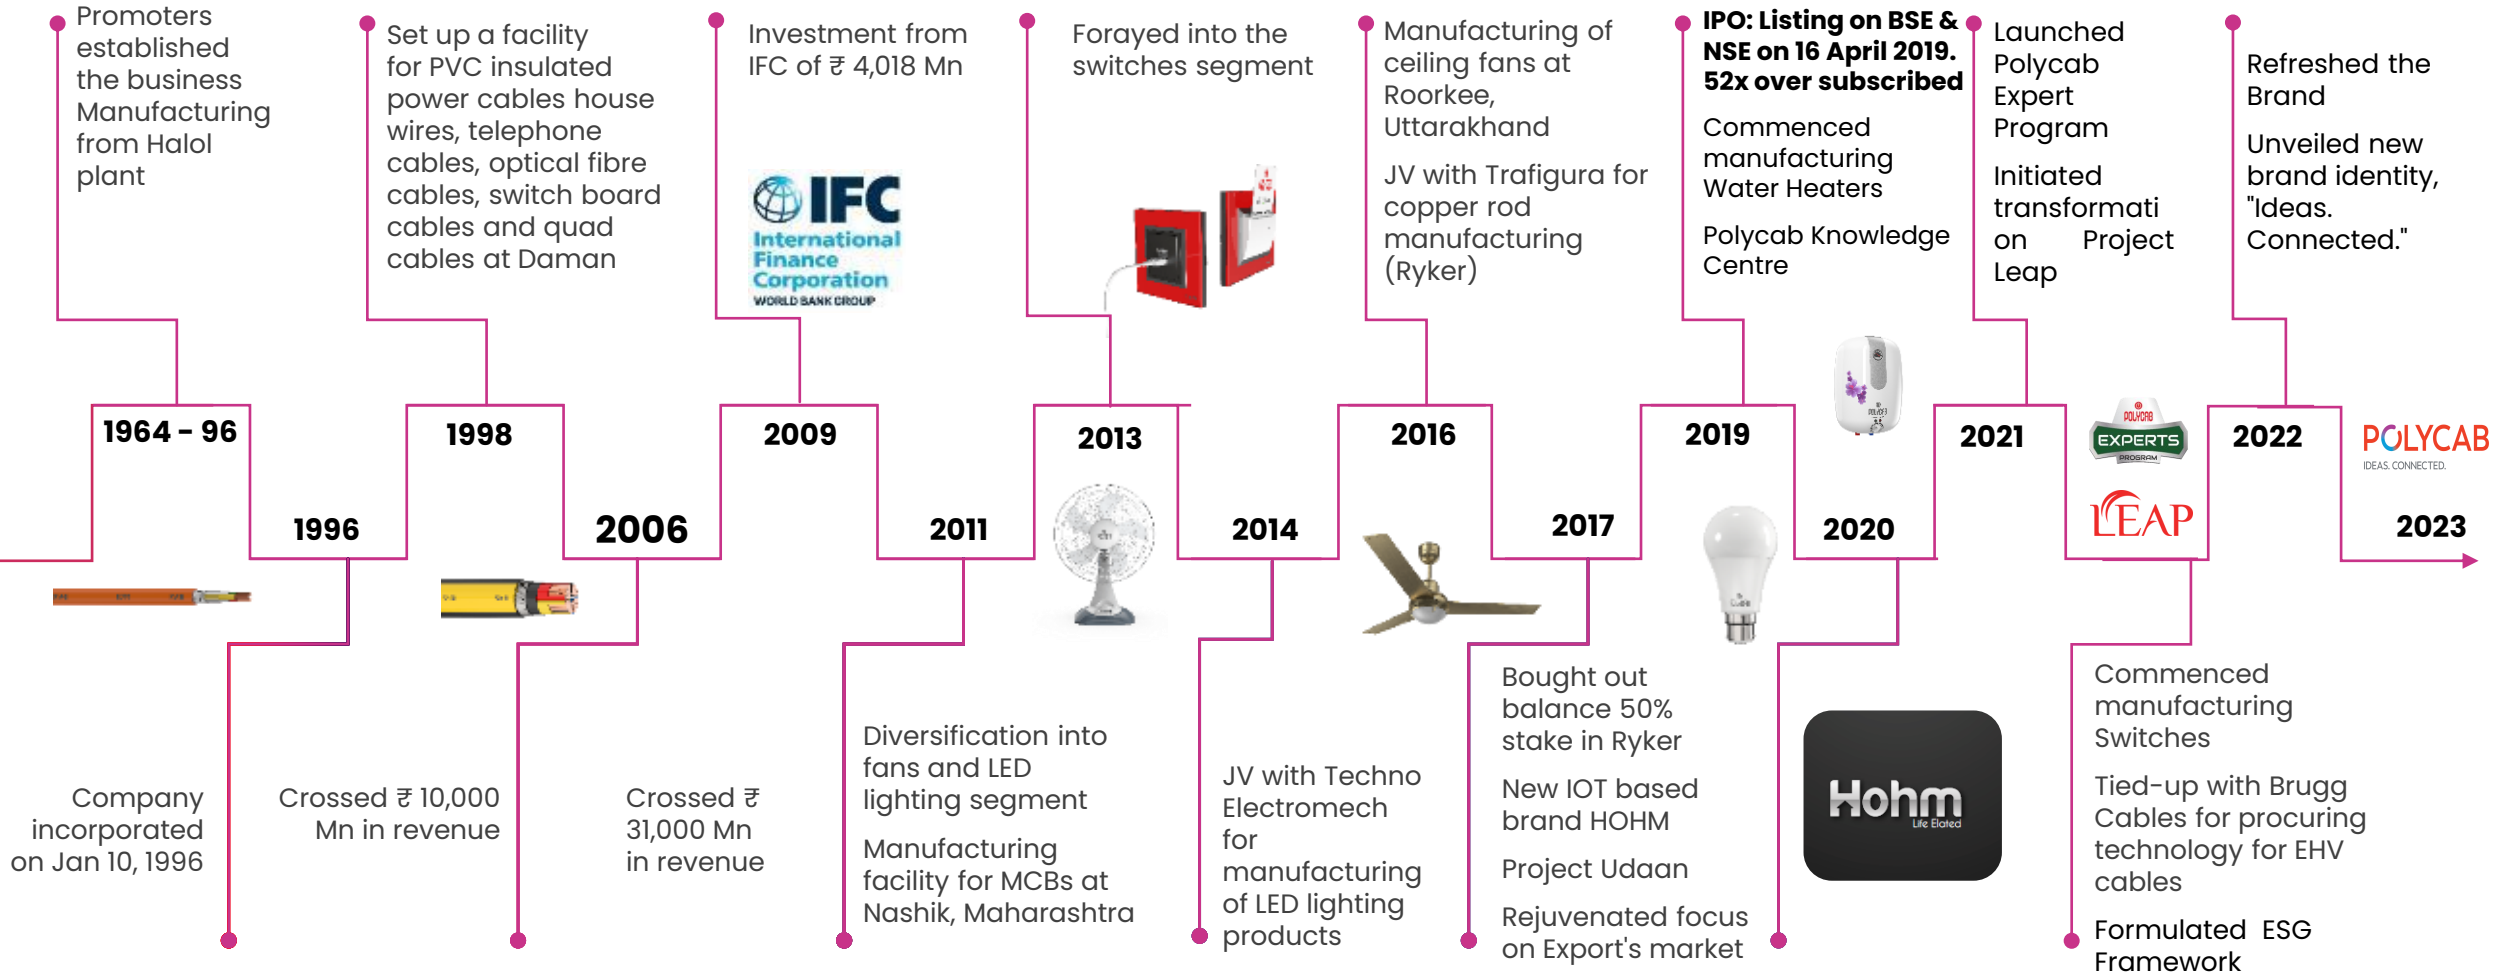 Promoters
established
the business
Manufacturing
from Halol
plant
Set up a facility
for PVC insulated
power cables house
wires, telephone
cables, optical fibre
cables, switch board
cables and quad
cables at Daman
Investment from
IFC of ₹ 4,018 Mn
IFC
International
Finance
Corporation
WORLD BANK GROUP
Forayed into the
switches segment
Manufacturing of
ceiling fans at
Roorkee,
Uttarakhand
JV with Trafigura for
copper rod
manufacturing
(Ryker)
IPO: Listing on BSE &
NSE on 16 April 2019.
52x over subscribed
Commenced
manufacturing
Water Heaters
Polycab Knowledge
Centre
Launched
Polycab
Expert
Program
Initiated
transformati
on Project
Leap
Refreshed the
Brand
Unveiled new
brand identity,
"Ideas.
Connected."
1964 - 96
1998
2009
2013
2016
2019
2021
2022
POLYCAB
EXPERTS
PROGRAM
POLYCAB
IDEAS. CONNECTED.
LEAP
1996
2006
2011
2014
2017
2020
2023
Company
incorporated
on Jan 10, 1996
Crossed ₹ 10,000
Mn in revenue
Crossed ₹
31,000 Mn
in revenue
Diversification into
fans and LED
lighting segment
Manufacturing
facility for MCBs at
Nashik, Maharashtra
JV with Techno
Electromech
for
manufacturing
of LED lighting
products
Bought out
balance 50%
stake in Ryker
New IOT based
brand HOHM
Project Udaan
Rejuvenated focus
on Export's market
Hohm
Life Elated
Commenced
manufacturing
Switches
Tied-up with Brugg
Cables for procuring
technology for EHV
cables
Formulated ESG
Framework